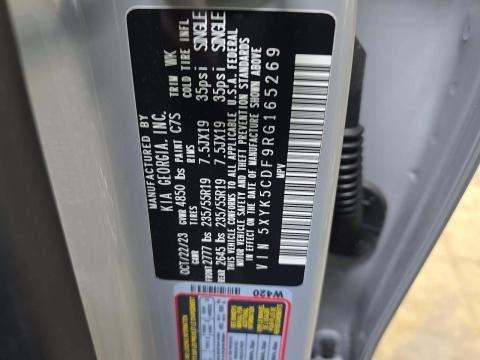 MANUFACTURED BY
KIA GEORGIA, INC.
OCT/22/23 GVWR 4850 lbs PAINT C7S TRIM WK
GAWR TIRES RIMS COLD TIRE INFL
FRONT 2777 lbs 235/55R19 7.5JX19 35psi SINGLE
REAR 2645 lbs 235/55R19 7.5JX19 35psi SINGLE
THIS VEHICLE CONFORMS TO ALL APPLICABLE U.S.A. FEDERAL
MOTOR VEHICLE SAFETY AND THEFT PREVENTION STANDARDS
IN EFFECT ON THE DATE OF MANUFACTURE SHOWN ABOVE
VIN 5XYK5CDF9RG165269
MPV
W420